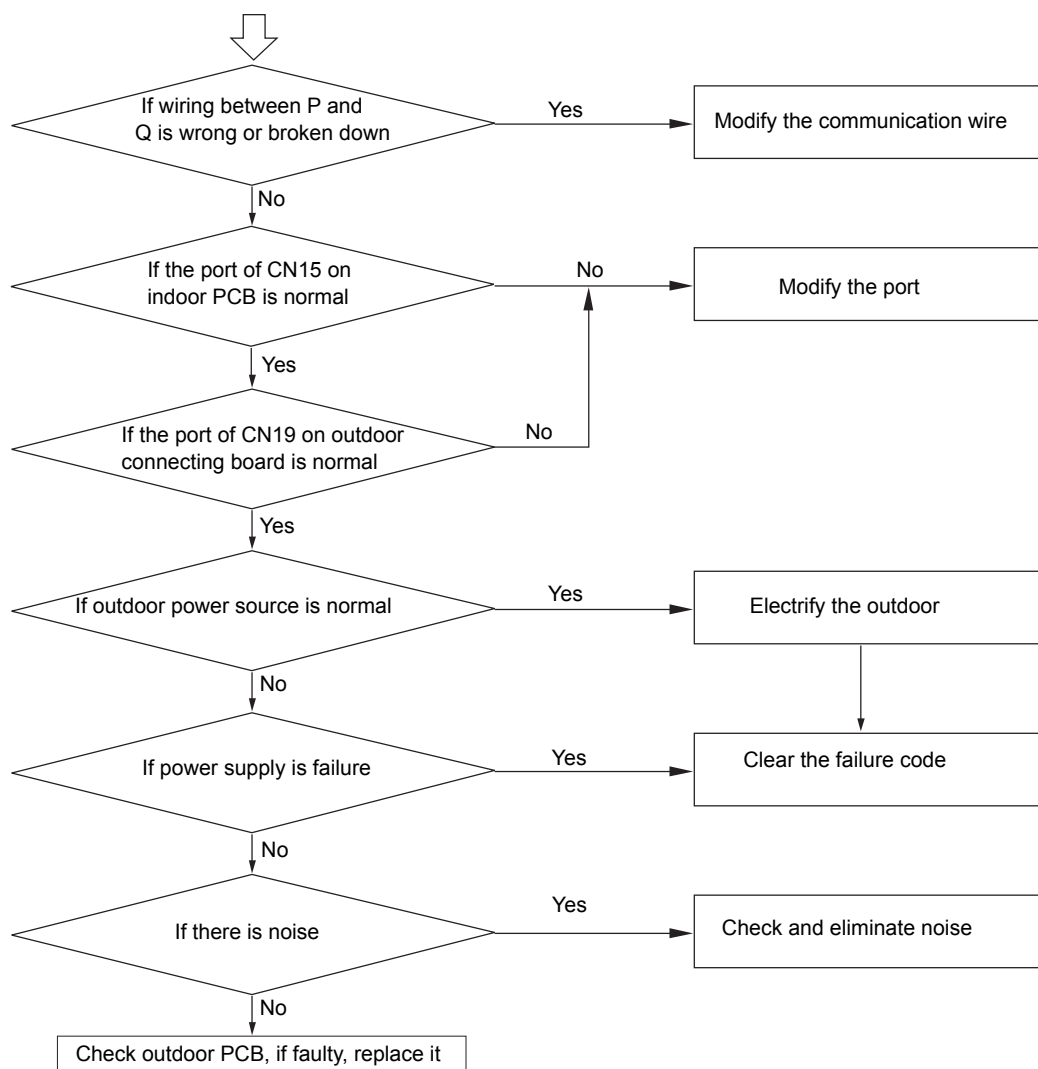 If wiring between P and
Q is wrong or broken down
Yes
Modify the communication wire
No
If the port of CN15 on
indoor PCB is normal
No
Modify the port
Yes
If the port of CN19 on outdoor
connecting board is normal
No
Yes
If outdoor power source is normal
Yes
Electrify the outdoor
No
If power supply is failure
Yes
Clear the failure code
No
If there is noise
Yes
Check and eliminate noise
No
Check outdoor PCB, if faulty, replace it